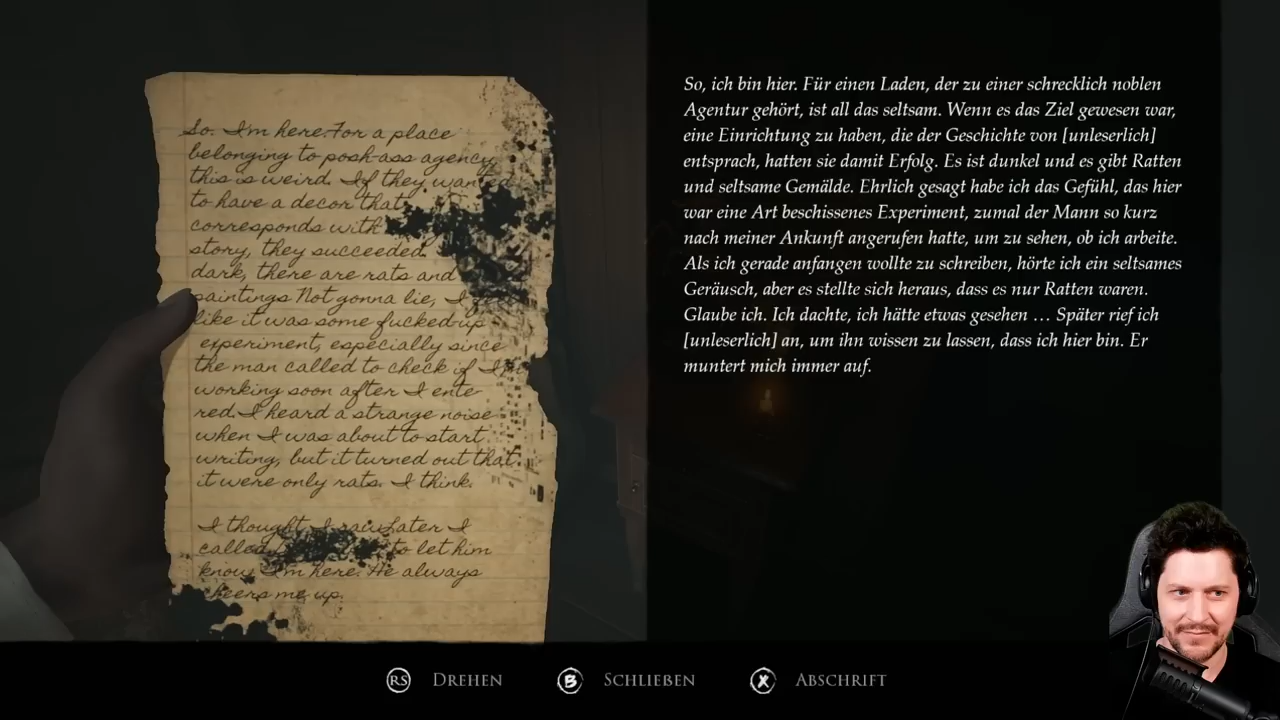 So. I'm here. For a place
belonging to posh-ass agency,
this is weird. If they wanted
to have a decor that
corresponds with
story, they succeeded.
dark, there are rats and
paintings Not gonna lie, I
like it was some fucked-up
experiment, especially since
the man called to check if I'm
working soon after I ente-
red. I heard a strange noise
when I was about to start
writing, but it turned out that
it were only rats. I think.
I thought I saw Later I
called to let him
know I'm here. He always
cheers me up.
So, ich bin hier. Für einen Laden, der zu einer schrecklich noblen
Agentur gehört, ist all das seltsam. Wenn es das Ziel gewesen war,
eine Einrichtung zu haben, die der Geschichte von [unleserlich]
entsprach, hatten sie damit Erfolg. Es ist dunkel und es gibt Ratten
und seltsame Gemälde. Ehrlich gesagt habe ich das Gefühl, das hier
war eine Art beschissenes Experiment, zumal der Mann so kurz
nach meiner Ankunft angerufen hatte, um zu sehen, ob ich arbeite.
Als ich gerade anfangen wollte zu schreiben, hörte ich ein seltsames
Geräusch, aber es stellte sich heraus, dass es nur Ratten waren.
Glaube ich. Ich dachte, ich hätte etwas gesehen … Später rief ich
[unleserlich] an, um ihn wissen zu lassen, dass ich hier bin. Er
muntert mich immer auf.
RS DREHEN B SCHLIEẞEN X ABSCHRIFT